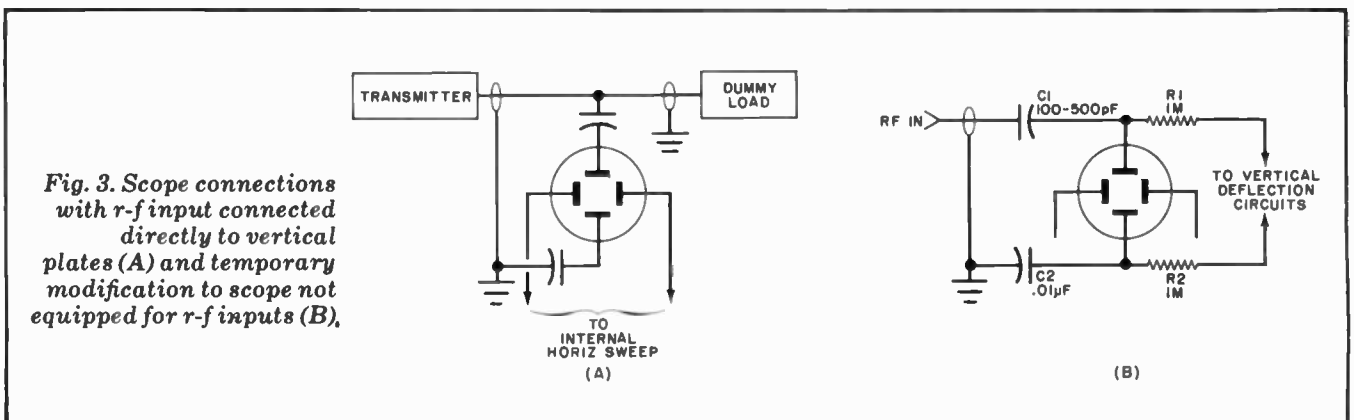 Fig. 3. Scope connections
with r-f input connected
directly to vertical
plates (A) and temporary
modification to scope not
equipped for r-f inputs (B).
TRANSMITTER
DUMMY
LOAD
TO
INTERNAL
HORIZ SWEEP
(A)
RF IN
C1
100-500pF
R1
1M
TO VERTICAL
DEFLECTION
CIRCUITS
C2
.01µF
R2
1M
(B)